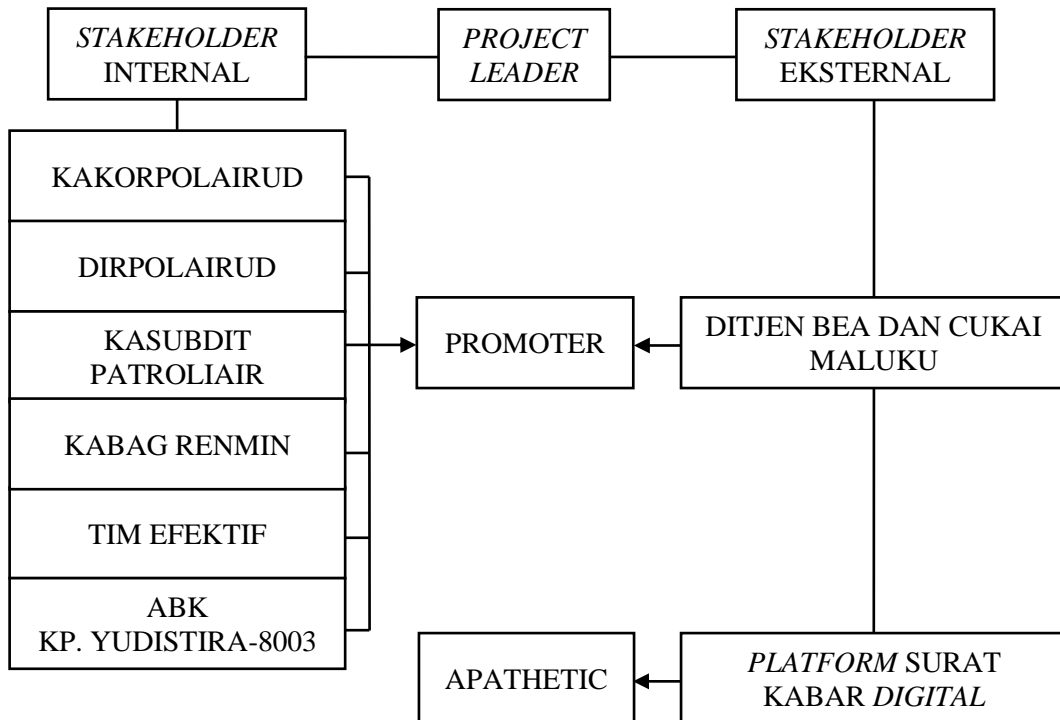 STAKEHOLDER
INTERNAL
PROJECT
LEADER
STAKEHOLDER
EKSTERNAL
KAKORPOLAIRUD
DIRPOLAIRUD
KASUBDIT
PATROLIAIR
KABAG RENMIN
TIM EFEKTIF
ABK
KP. YUDISTIRA-8003
PROMOTER
DITJEN BEA DAN CUKAI
MALUKU
APATHETIC
PLATFORM SURAT
KABAR DIGITAL